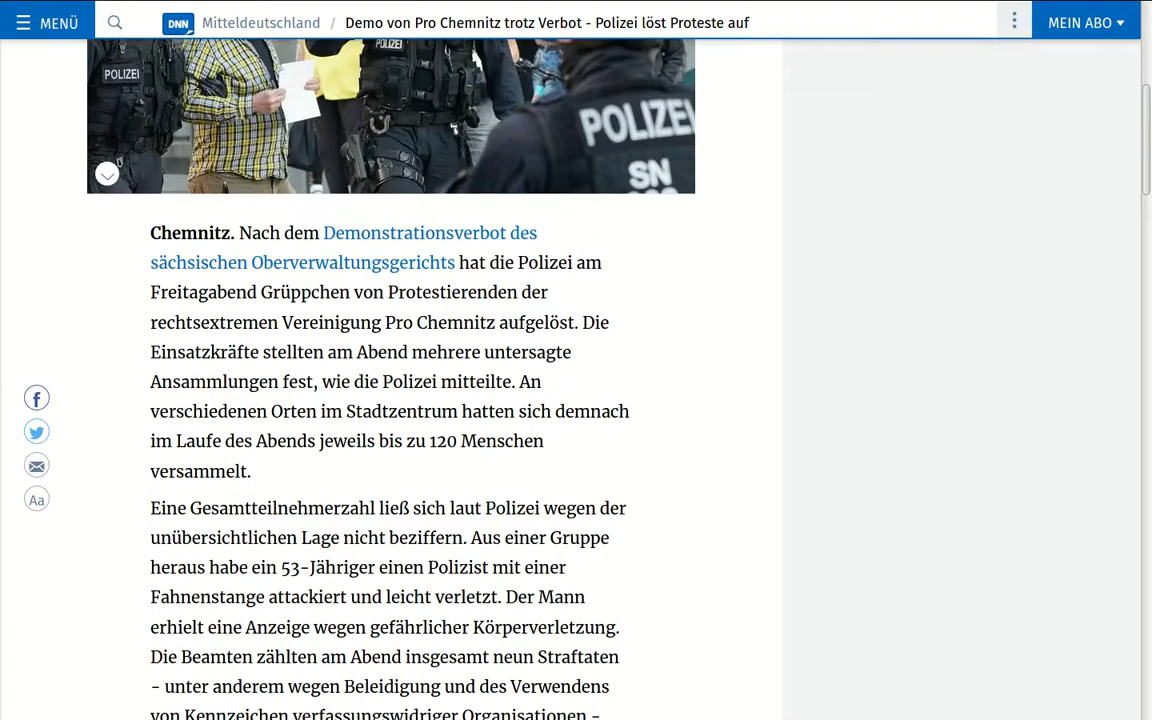 MENÜ
DNN
Mitteldeutschland / Demo von Pro Chemnitz trotz Verbot - Polizei löst Proteste auf
MEIN ABO
POLIZEI
POLIZEI
POLIZEI
SN
Chemnitz. Nach dem Demonstrationsverbot des
sächsischen Oberverwaltungsgerichts hat die Polizei am
Freitagabend Grüppchen von Protestierenden der
rechtsextremen Vereinigung Pro Chemnitz aufgelöst. Die
Einsatzkräfte stellten am Abend mehrere untersagte
Ansammlungen fest, wie die Polizei mitteilte. An
verschiedenen Orten im Stadtzentrum hatten sich demnach
im Laufe des Abends jeweils bis zu 120 Menschen
versammelt.
Eine Gesamtteilnehmerzahl ließ sich laut Polizei wegen der
unübersichtlichen Lage nicht beziffern. Aus einer Gruppe
heraus habe ein 53-Jähriger einen Polizist mit einer
Fahnenstange attackiert und leicht verletzt. Der Mann
erhielt eine Anzeige wegen gefährlicher Körperverletzung.
Die Beamten zählten am Abend insgesamt neun Straftaten
- unter anderem wegen Beleidigung und des Verwendens
von Kennzeichen verfassungswidriger Organisationen -
Aa